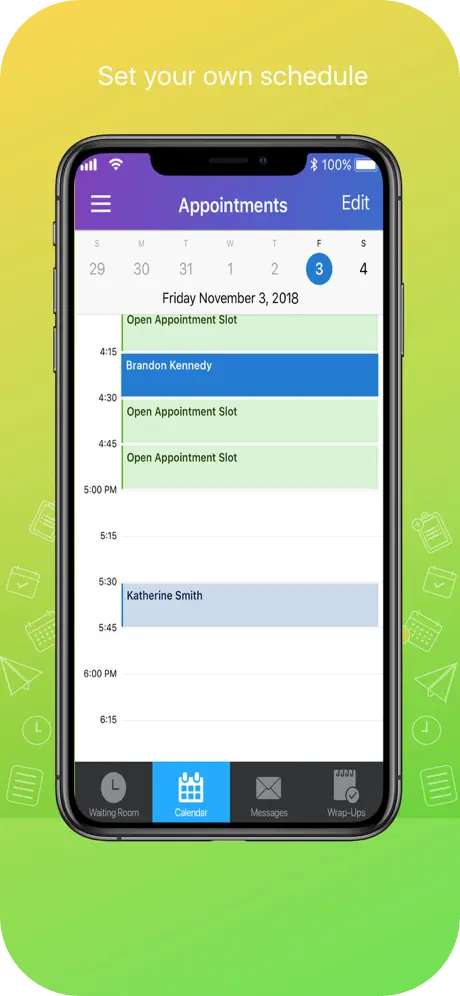 Set your own schedule
100%
Appointments
Edit
S M T W T F S
29 30 31 1 2 3 4
Friday November 3, 2018
Open Appointment Slot
4:15
Brandon Kennedy
4:30
Open Appointment Slot
4:45
Open Appointment Slot
5:00 PM
5:15
5:30
Katherine Smith
5:45
6:00 PM
6:15
Waiting Room Calendar Messages Wrap-Ups